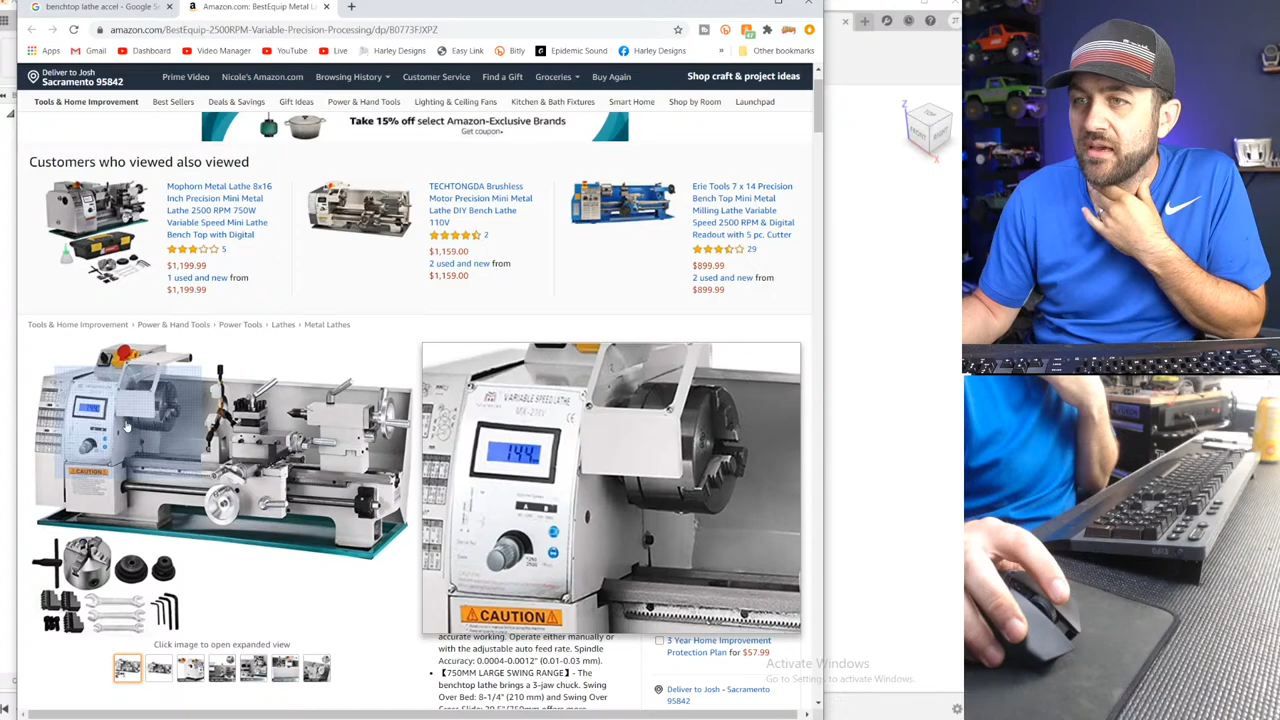 benchtop lathe accel - Google S
Amazon.com: BestEquip Metal L
amazon.com/BestEquip-2500RPM-Variable-Precision-Processing/dp/B0773FJXPZ
Apps
Gmail
Dashboard
Video Manager
YouTube
Live
Harley Designs
Easy Link
Bitly
Epidemic Sound
Harley Designs
»
Other bookmarks
Deliver to Josh
Sacramento 95842
Prime Video
Nicole's Amazon.com
Browsing History
Customer Service
Find a Gift
Groceries
Buy Again
Shop craft & project ideas
Tools & Home Improvement
Best Sellers
Deals & Savings
Gift Ideas
Power & Hand Tools
Lighting & Ceiling Fans
Kitchen & Bath Fixtures
Smart Home
Shop by Room
Launchpad
Take 15% off select Amazon-Exclusive Brands
Get coupon›
Customers who viewed also viewed
Mophorn Metal Lathe 8x16
Inch Precision Mini Metal
Lathe 2500 RPM 750W
Variable Speed Mini Lathe
Bench Top with Digital
5
$1,199.99
1 used and new from
$1,199.99
TECHTONGDA Brushless
Motor Precision Mini Metal
Lathe DIY Bench Lathe
110V
2
$1,159.00
2 used and new from
$1,159.00
Erie Tools 7 x 14 Precision
Bench Top Mini Metal
Milling Lathe Variable
Speed 2500 RPM & Digital
Readout with 5 pc. Cutter
29
$899.99
2 used and new from
$899.99
Tools & Home Improvement › Power & Hand Tools › Power Tools › Lathes › Metal Lathes
CAUTION
VARIABLE SPEED LATHE
MX-210V
144
CAUTION
Click image to open expanded view
accurate working. Operate either manually or
with the adjustable auto feed rate. Spindle
Accuracy: 0.0004-0.0012" (0.01-0.03 mm).
• 【750MM LARGE SWING RANGE】- The
benchtop lathe brings a 3-jaw chuck. Swing
Over Bed: 8-1/4" (210 mm) and Swing Over
3 Year Home Improvement
Protection Plan for $57.99
Deliver to Josh - Sacramento
95842
Activate Windows
Go to Settings to activate Windows.
Z
TOP
FRONT
RIGHT
X